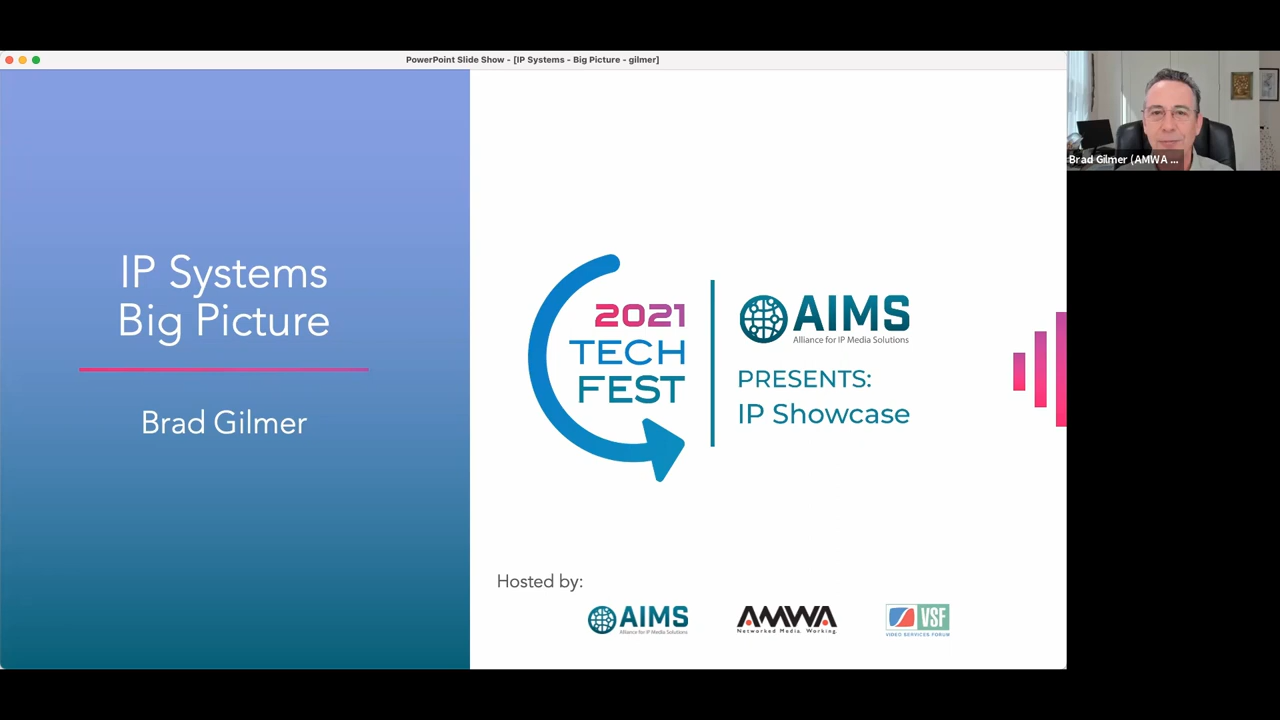 PowerPoint Slide Show - [IP Systems - Big Picture - gilmer]
IP Systems
Big Picture
Brad Gilmer
2021
TECH
FEST
AIMS
Alliance for IP Media Solutions
PRESENTS:
IP Showcase
Hosted by:
AIMS
Alliance for IP Media Solutions
AMWA
Networked Media. Working.
VSF
VIDEO SERVICES FORUM
Brad Gilmer (AMWA ...